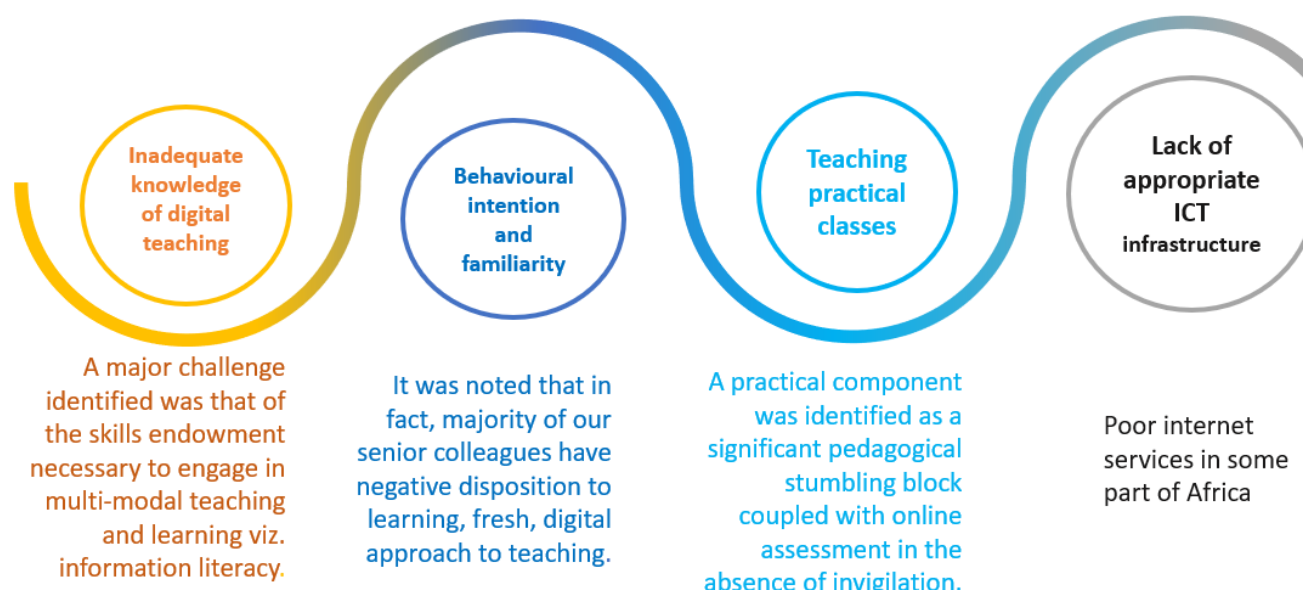 Inadequate
knowledge
of digital
teaching
Behavioural
intention
and
familiarity
Teaching
practical
classes
Lack of
appropriate
ICT
infrastructure
A major challenge
identified was that of
the skills endowment
necessary to engage in
multi-modal teaching
and learning viz.
information literacy.
It was noted that in
fact, majority of our
senior colleagues have
negative disposition to
learning, fresh, digital
approach to teaching.
A practical component
was identified as a
significant pedagogical
stumbling block
coupled with online
assessment in the
absence of invigilation.
Poor internet
services in some
part of Africa